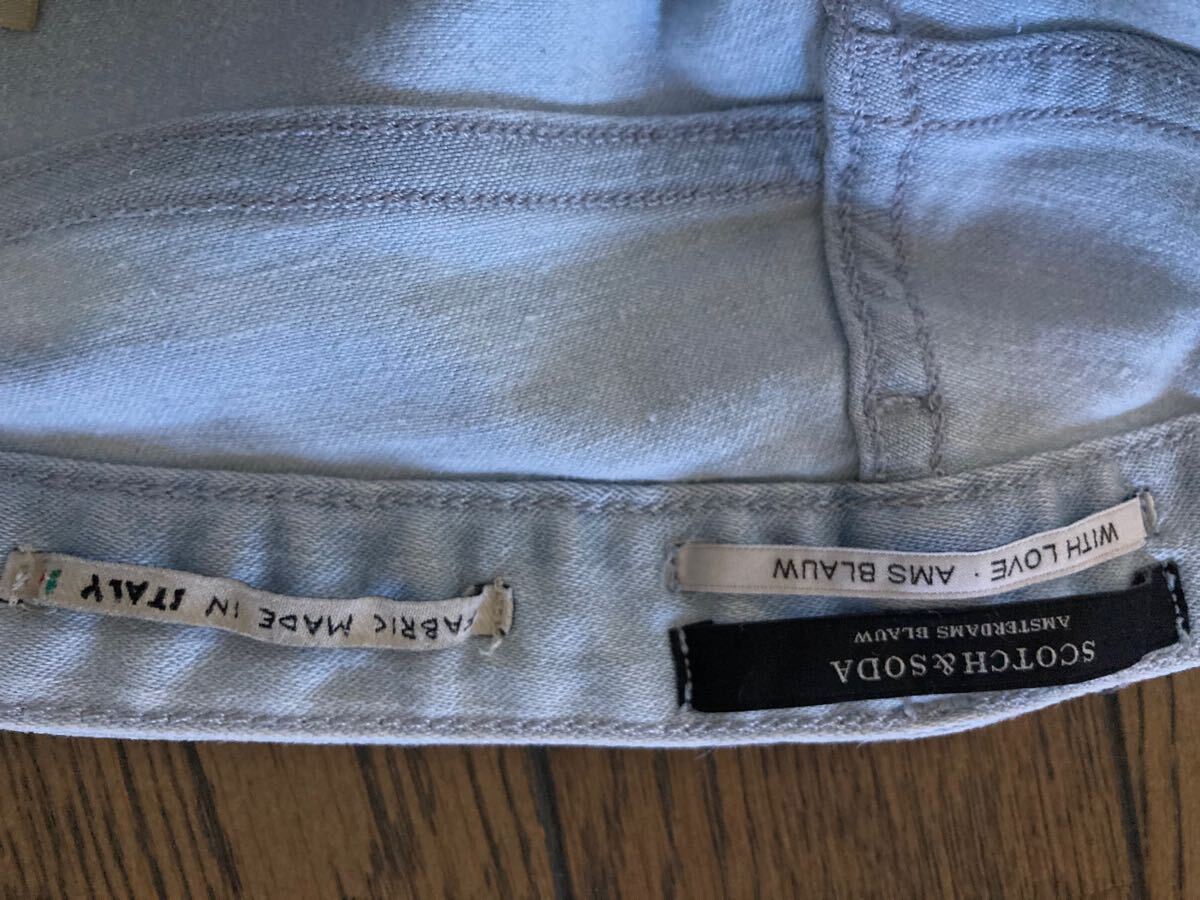 SCOTCH & SODA
AMSTERDAMS BLAUW
WITH LOVE · AMS BLAUW
FABRIC MADE IN ITALY